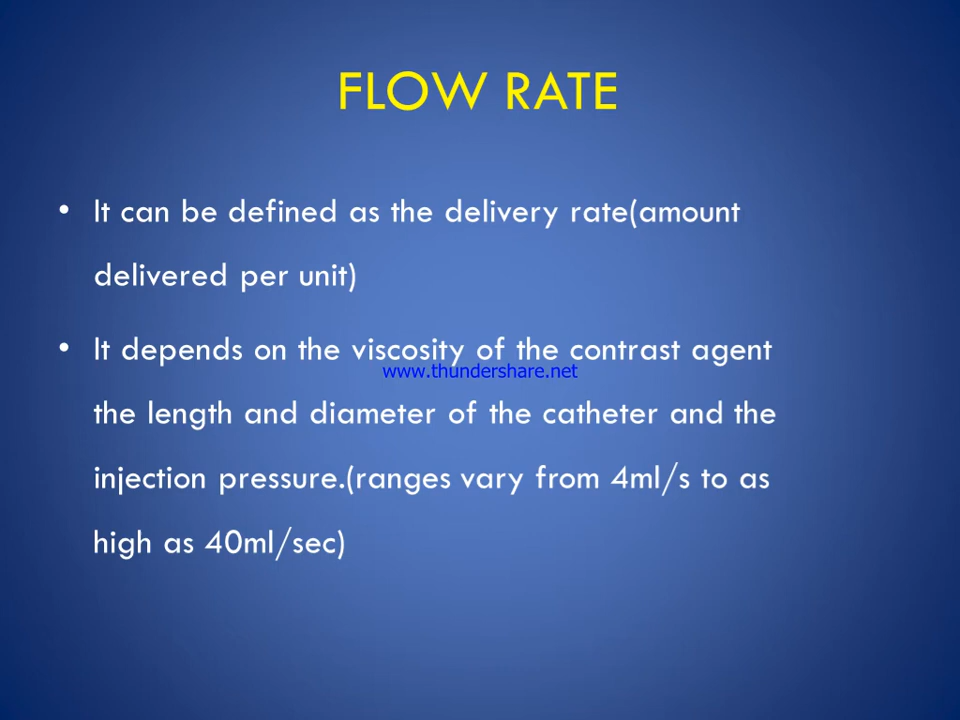 FLOW RATE
• It can be defined as the delivery rate(amount
delivered per unit)
• It depends on the viscosity of the contrast agent
www.thundershare.net
the length and diameter of the catheter and the
injection pressure.(ranges vary from 4ml/s to as
high as 40ml/sec)